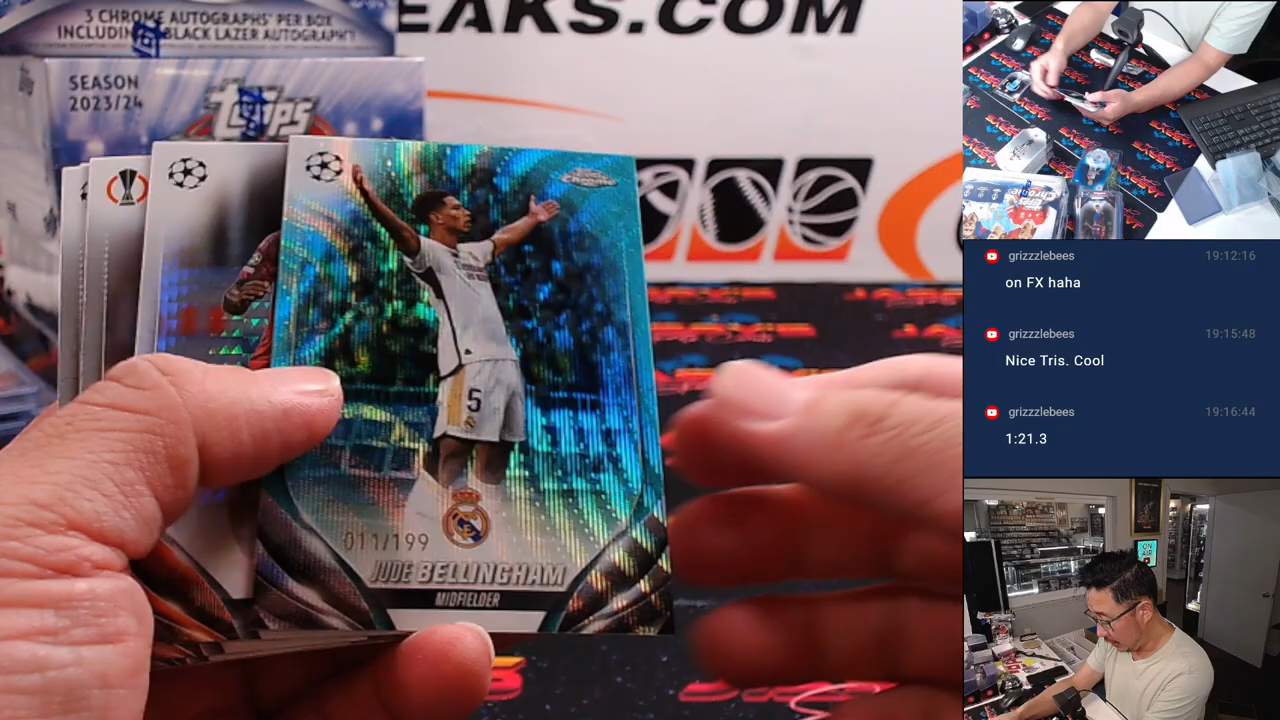 EAKS.COM
3 CHROME AUTOGRAPHS PER BOX
INCLUDING BLACK LAZER AUTOGRAPH!
SEASON
2023/24
Topps
5
011/199
JUDE BELLINGHAM
MIDFIELDER
grizzzlebees 19:12:16
on FX haha
grizzzlebees 19:15:48
Nice Tris. Cool
grizzzlebees 19:16:44
1:21.3
ON
AIR